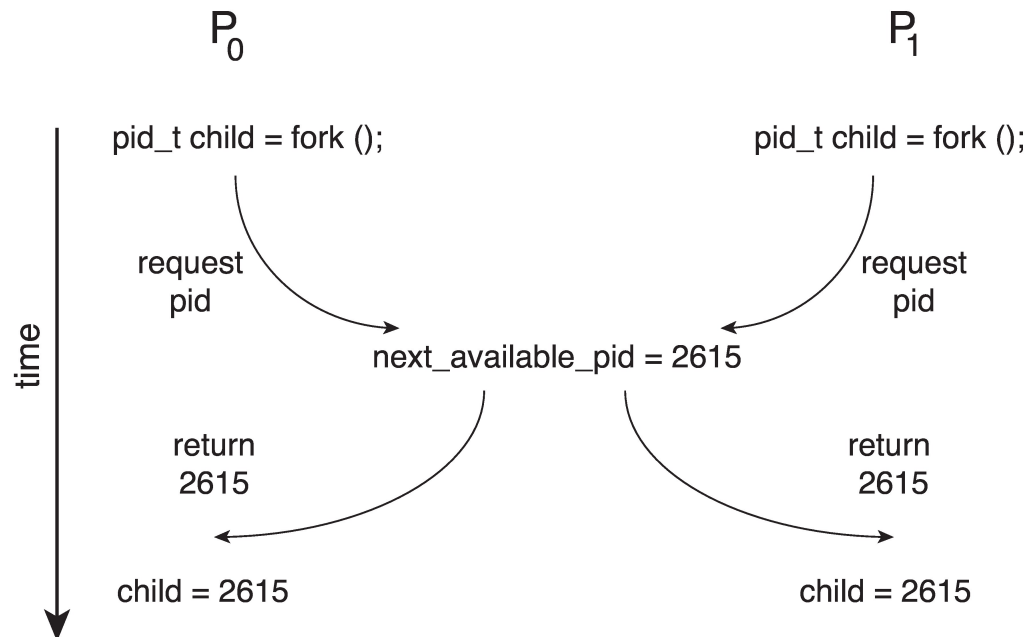 P0
P1
pid_t child = fork ();
pid_t child = fork ();
request
pid
request
pid
time
next_available_pid = 2615
return
2615
return
2615
child = 2615
child = 2615